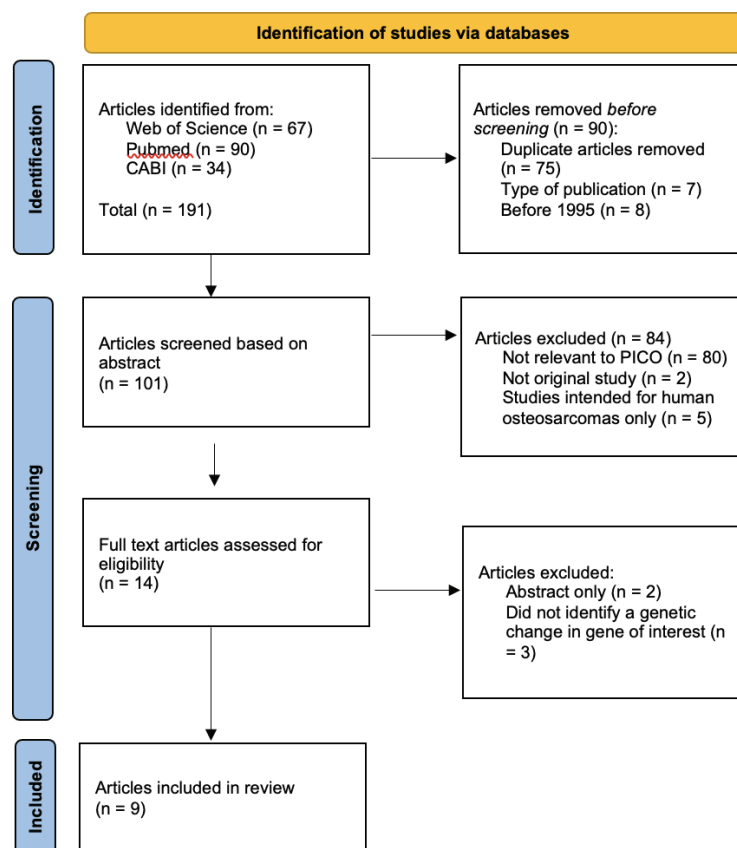 Identification of studies via databases
Identification
Articles identified from:
Web of Science (n = 67)
Pubmed (n = 90)
CABI (n = 34)
Total (n = 191)
Articles removed before
screening (n = 90):
Duplicate articles removed
(n = 75)
Type of publication (n = 7)
Before 1995 (n = 8)
Screening
Articles screened based on
abstract
(n = 101)
Articles excluded (n = 84)
Not relevant to PICO (n = 80)
Not original study (n = 2)
Studies intended for human
osteosarcomas only (n = 5)
Full text articles assessed for
eligibility
(n = 14)
Articles excluded:
Abstract only (n = 2)
Did not identify a genetic
change in gene of interest (n
= 3)
Included
Articles included in review
(n = 9)